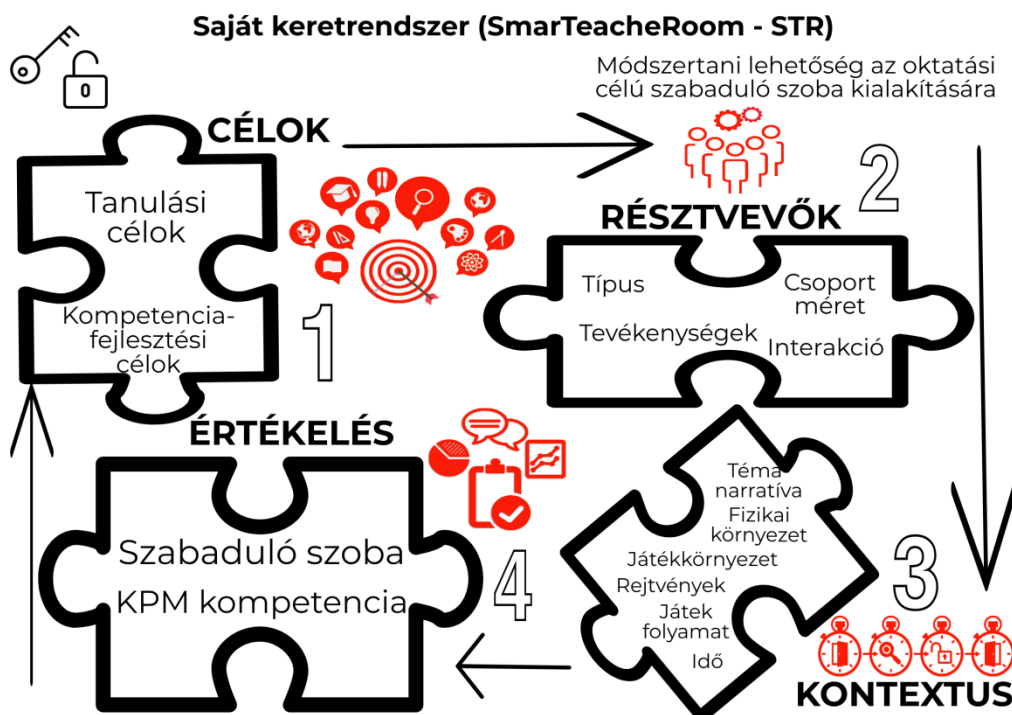 Saját keretrendszer (SmarTeacheRoom - STR)
Módszertani lehetőség az oktatási
célú szabaduló szoba kialakítására
0
CÉLOK
Tanulási
célok
Kompetencia-
fejlesztési
célok
1
2
RÉSZTVEVŐK
Típus
Csoport
méret
Tevékenységek
Interakció
3
Téma
narratíva
Fizikai
környezet
Játékkörnyezet
Rejtvények
Játék
folyamat
Idő
KONTEXTUS
ÉRTÉKELÉS
Szabaduló szoba
KPM kompetencia
4